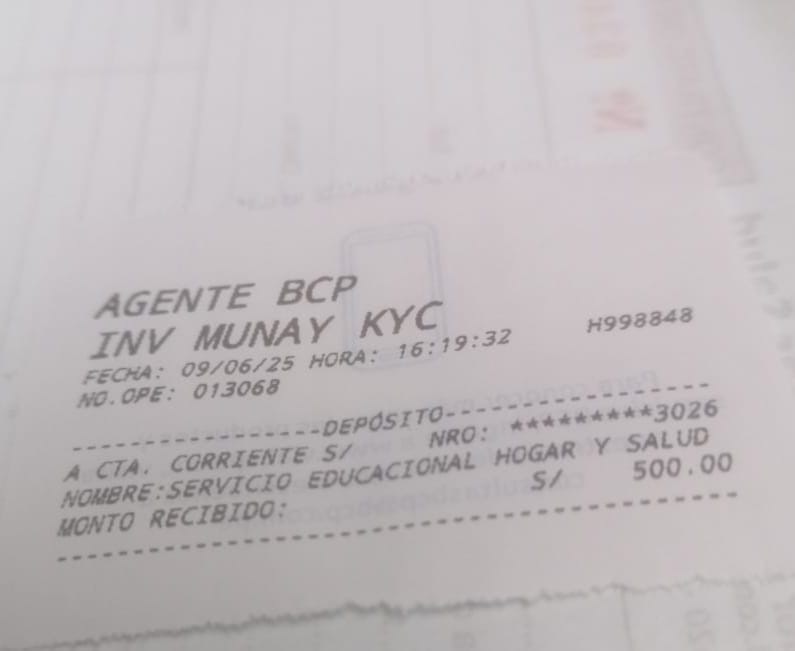 AGENTE BCP
INV MUNAY KYC
FECHA: 09/06/25 HORA: 16:19:32 H998848
NO.OPE: 013068
-----------------DEPÓSITO-----------------
A CTA. CORRIENTE S/ NRO: *********3026
NOMBRE:SERVICIO EDUCACIONAL HOGAR Y SALUD
MONTO RECIBIDO: S/ 500.00